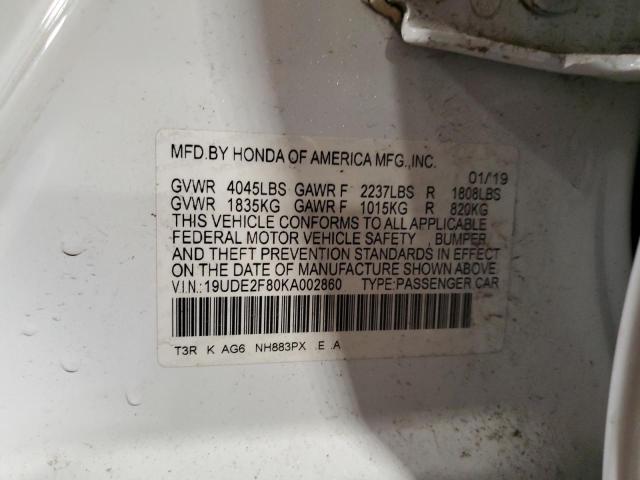 MFD.BY HONDA OF AMERICA MFG.,INC.
01/19
GVWR 4045LBS GAWR F 2237LBS R 1808LBS
GVWR 1835KG GAWR F 1015KG R 820KG
THIS VEHICLE CONFORMS TO ALL APPLICABLE
FEDERAL MOTOR VEHICLE SAFETY , BUMPER
AND THEFT PREVENTION STANDARDS IN EFFECT
ON THE DATE OF MANUFACTURE SHOWN ABOVE.
V.I.N.:19UDE2F80KA002860 TYPE:PASSENGER CAR
T3R K AG6 NH883PX .E .A